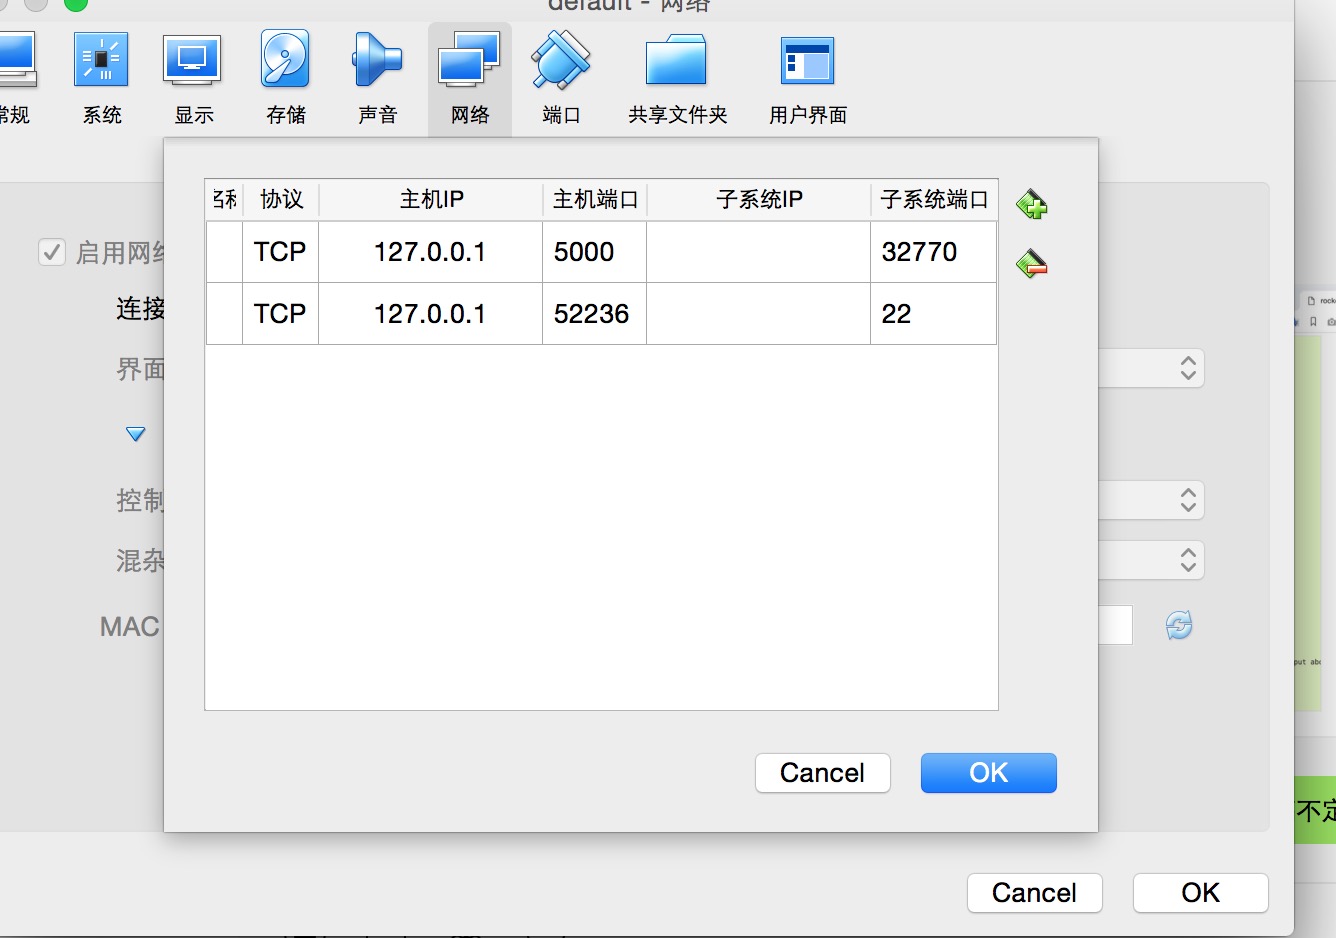 default - 网络
常规 系统 显示 存储 声音 网络 端口 共享文件夹 用户界面
名称 协议 主机IP 主机端口 子系统IP 子系统端口
TCP 127.0.0.1 5000 32770
TCP 127.0.0.1 52236 22
启用网络
连接
界面
控制
混杂
MAC
Cancel OK
不定
Cancel OK